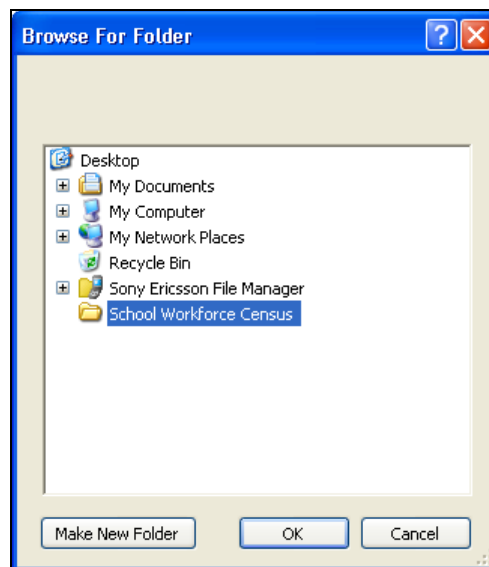 Browse For Folder
Desktop
My Documents
My Computer
My Network Places
Recycle Bin
Sony Ericsson File Manager
School Workforce Census
Make New Folder OK Cancel